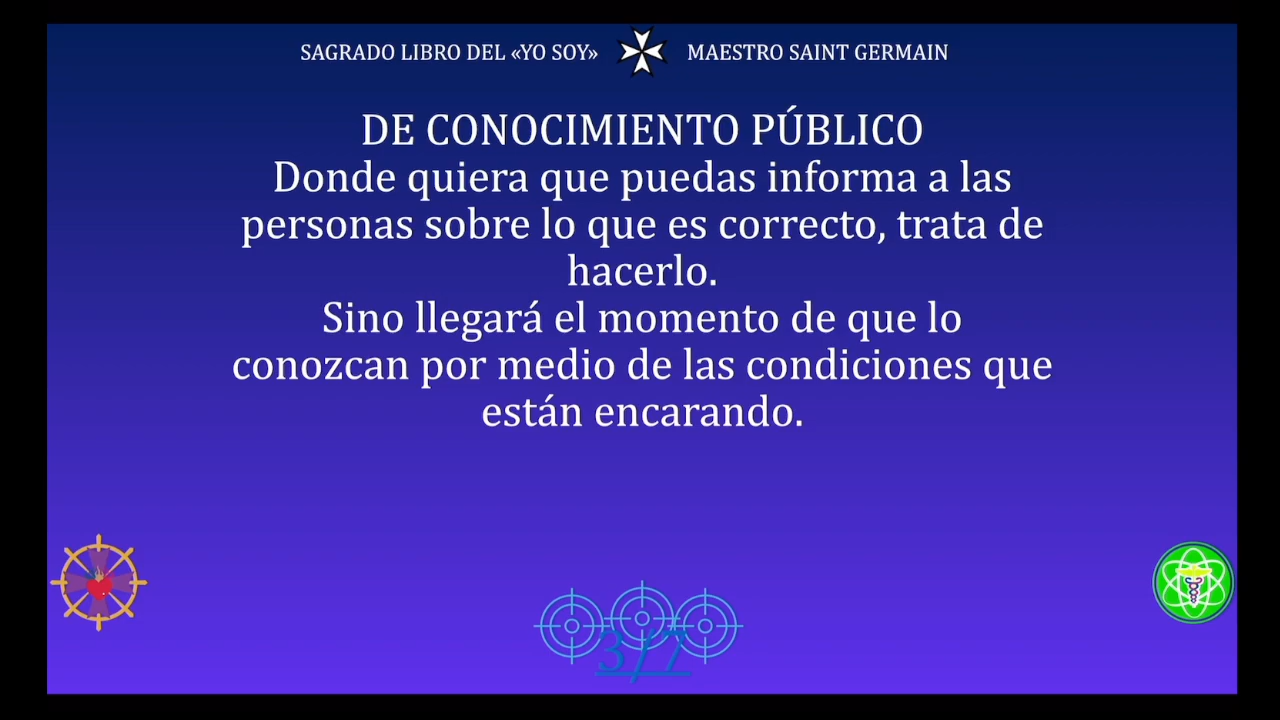 SAGRADO LIBRO DEL «YO SOY» MAESTRO SAINT GERMAIN
DE CONOCIMIENTO PÚBLICO
Donde quiera que puedas informa a las
personas sobre lo que es correcto, trata de
hacerlo.
Sino llegará el momento de que lo
conozcan por medio de las condiciones que
están encarando.
3/7